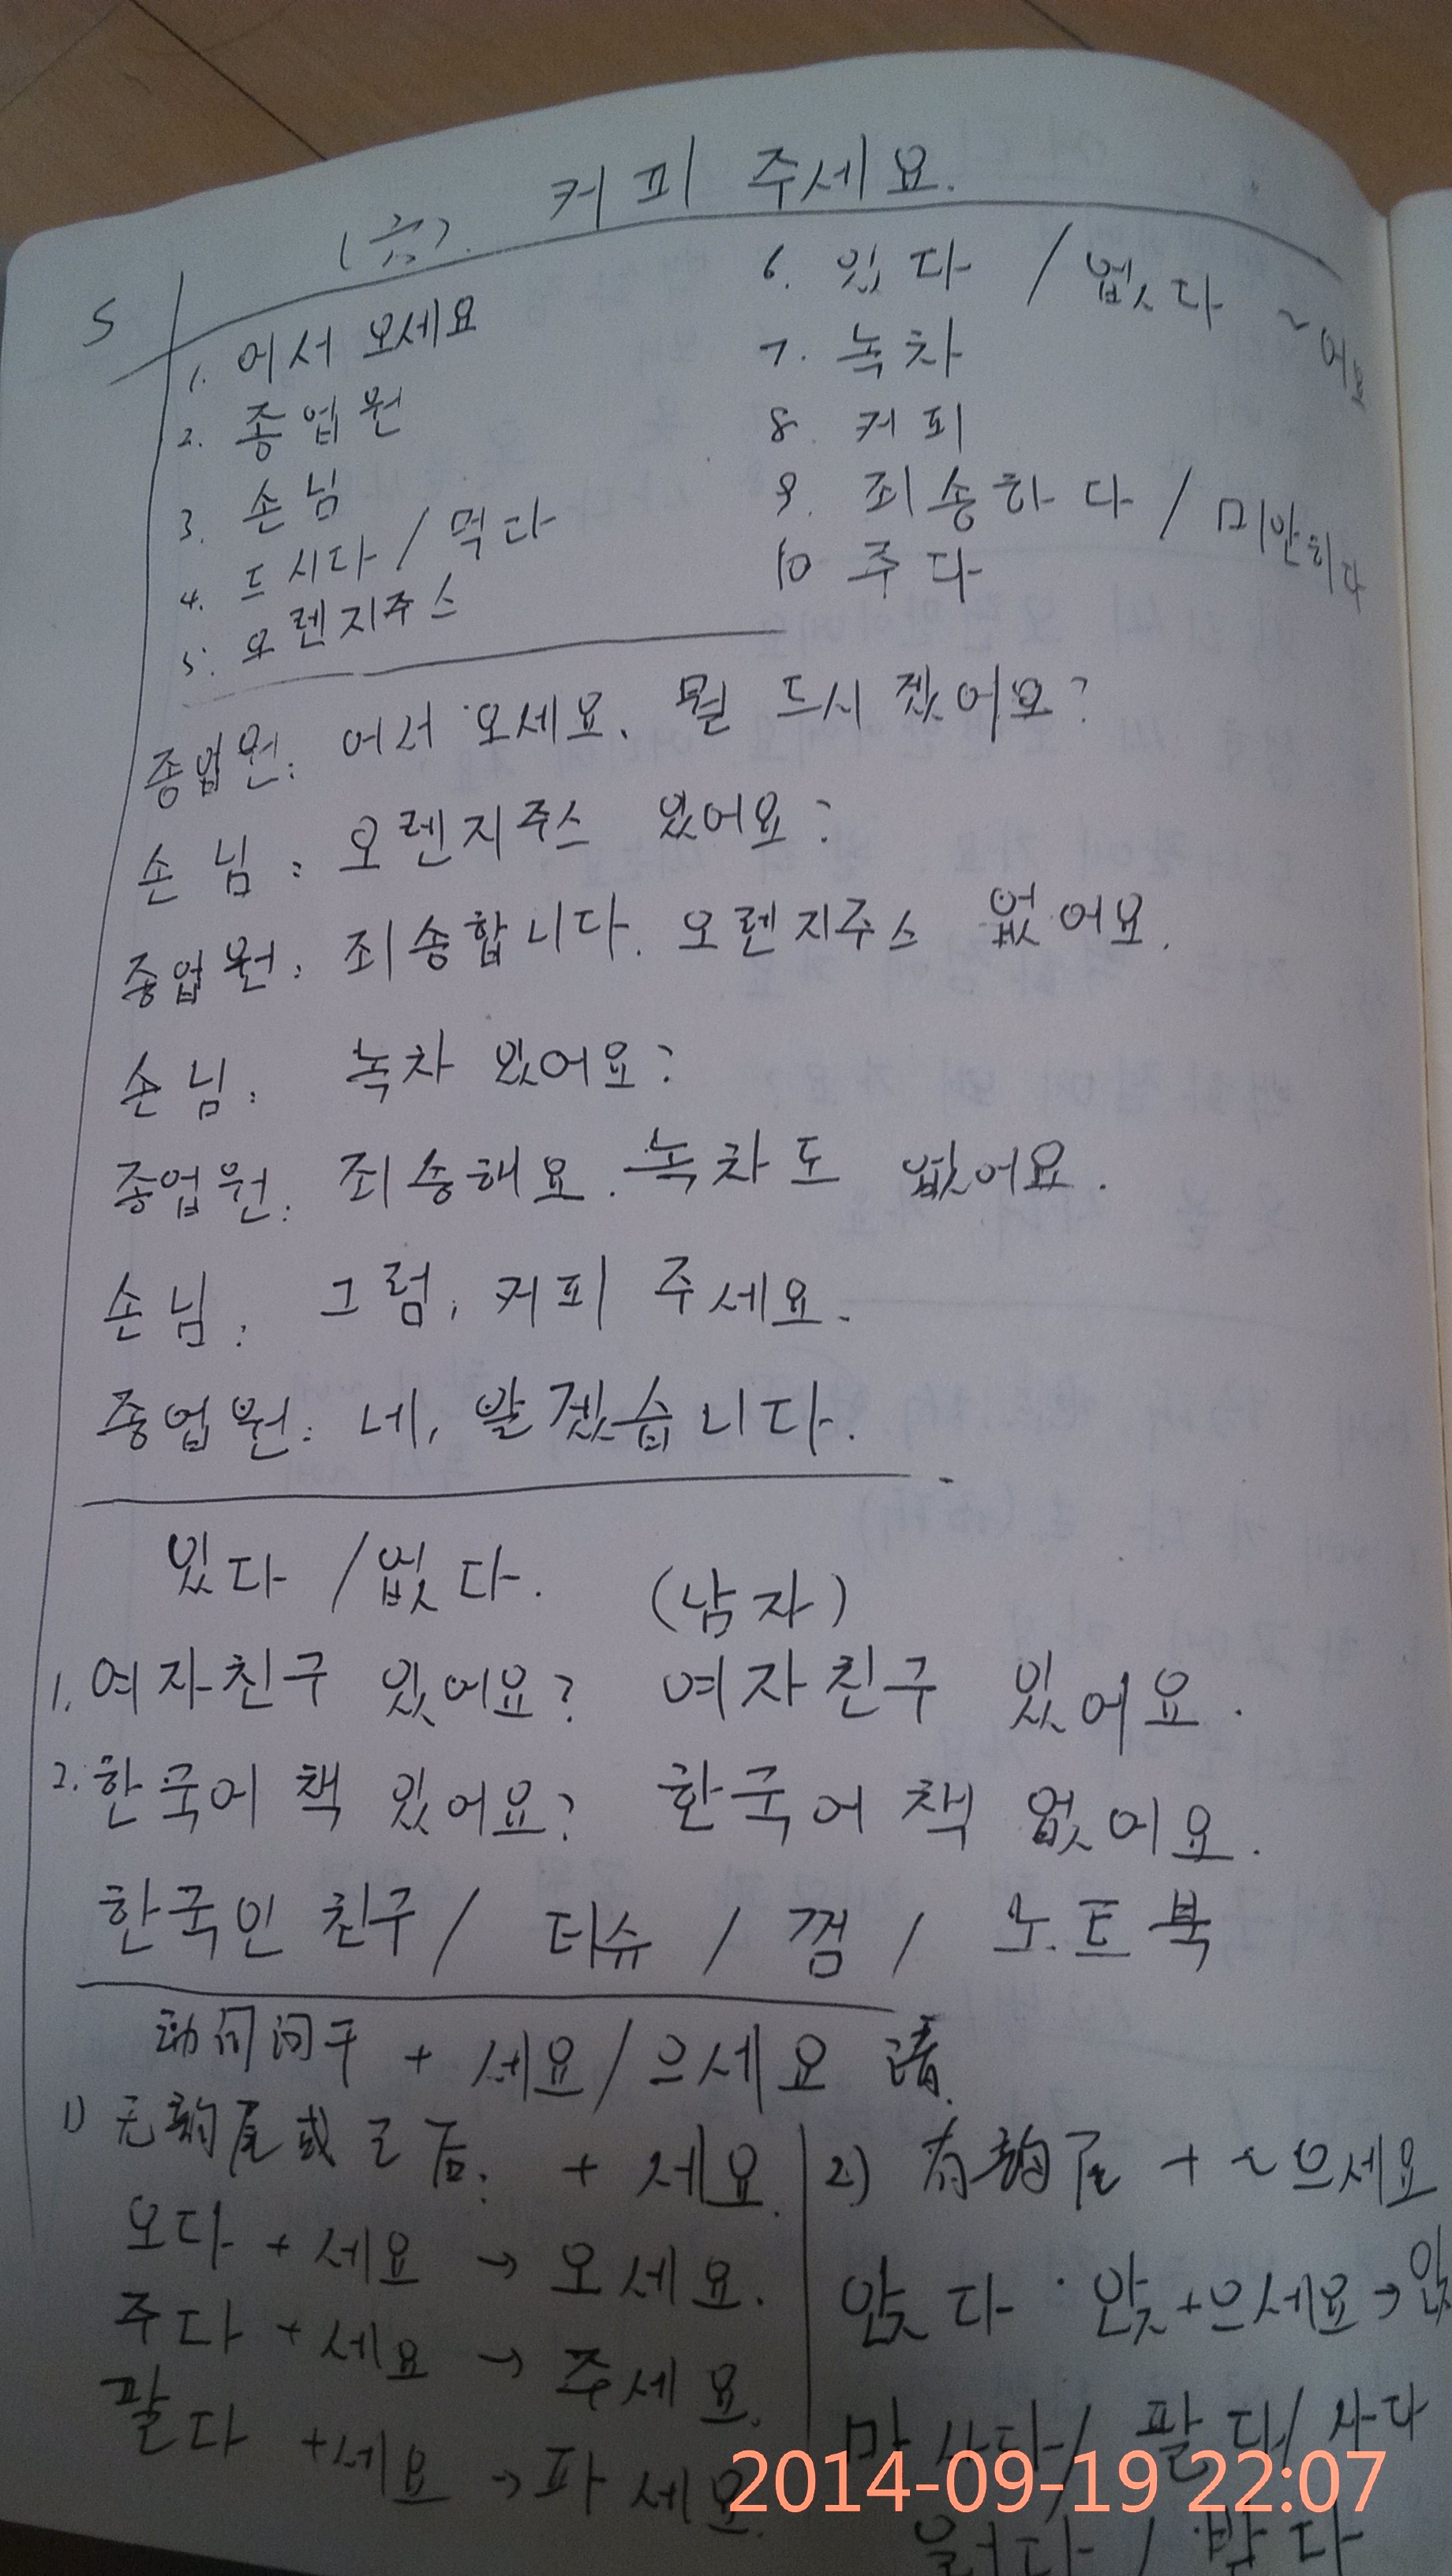 커피 주세요.
5
1. 어서 오세요
2. 종업원
3. 손님
4. 드시다 / 먹다
5. 오렌지주스
6. 있다 / 없다 ~어요
7. 녹차
8. 커피
9. 죄송하다 / 미안하다
10 주다
종업원: 어서 오세요. 뭘 드시겠어요?
손님: 오렌지주스 있어요?
종업원: 죄송합니다. 오렌지주스 없어요.
손님: 녹차 있어요?
종업원: 죄송해요. 녹차도 없어요.
손님: 그럼, 커피 주세요.
종업원: 네, 알겠습니다.
있다 / 없다.
(남자)
1. 여자친구 있어요? 여자친구 있어요.
2. 한국어 책 있어요? 한국어 책 없어요.
한국인 친구 / 티슈 / 껌 / 노트북
动词词干 + 세요/으세요 请.
1) 无韵尾或ㄹ后: + 세요.
오다 + 세요 → 오세요.
주다 + 세요 → 주세요.
팔다 + 세요 → 파세요.
2) 有韵尾 + ~으세요
앉다 : 앉+으세요 →
팔다/ 사다
2014-09-19 22:07